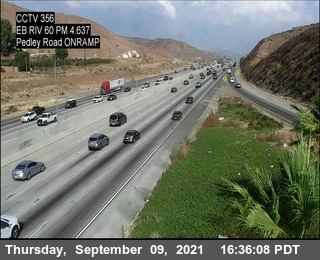 CCTV 356
EB RIV 60 PM 4.637
Pedley Road ONRAMP
Thursday, September 09, 2021 16:36:08 PDT